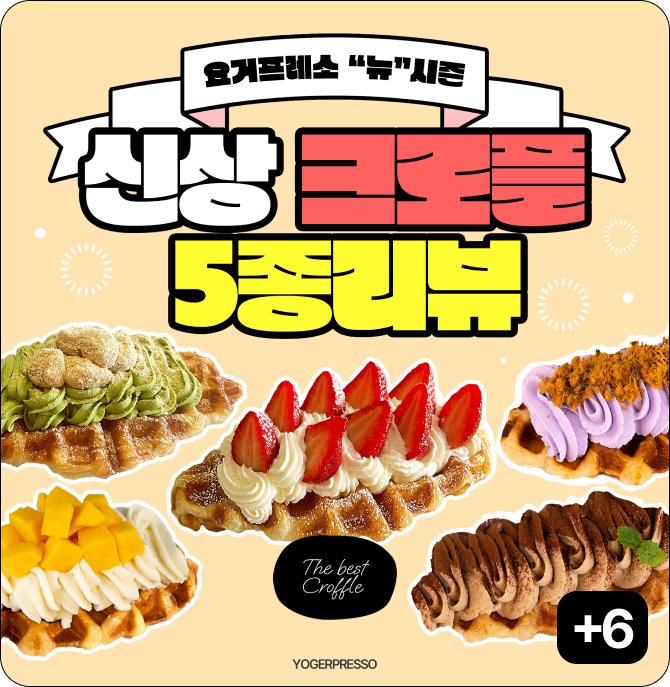 요거프레소 “뉴”시즌
신상 크로플
5종리뷰
The best
Croffle
YOGERPRESSO
+6